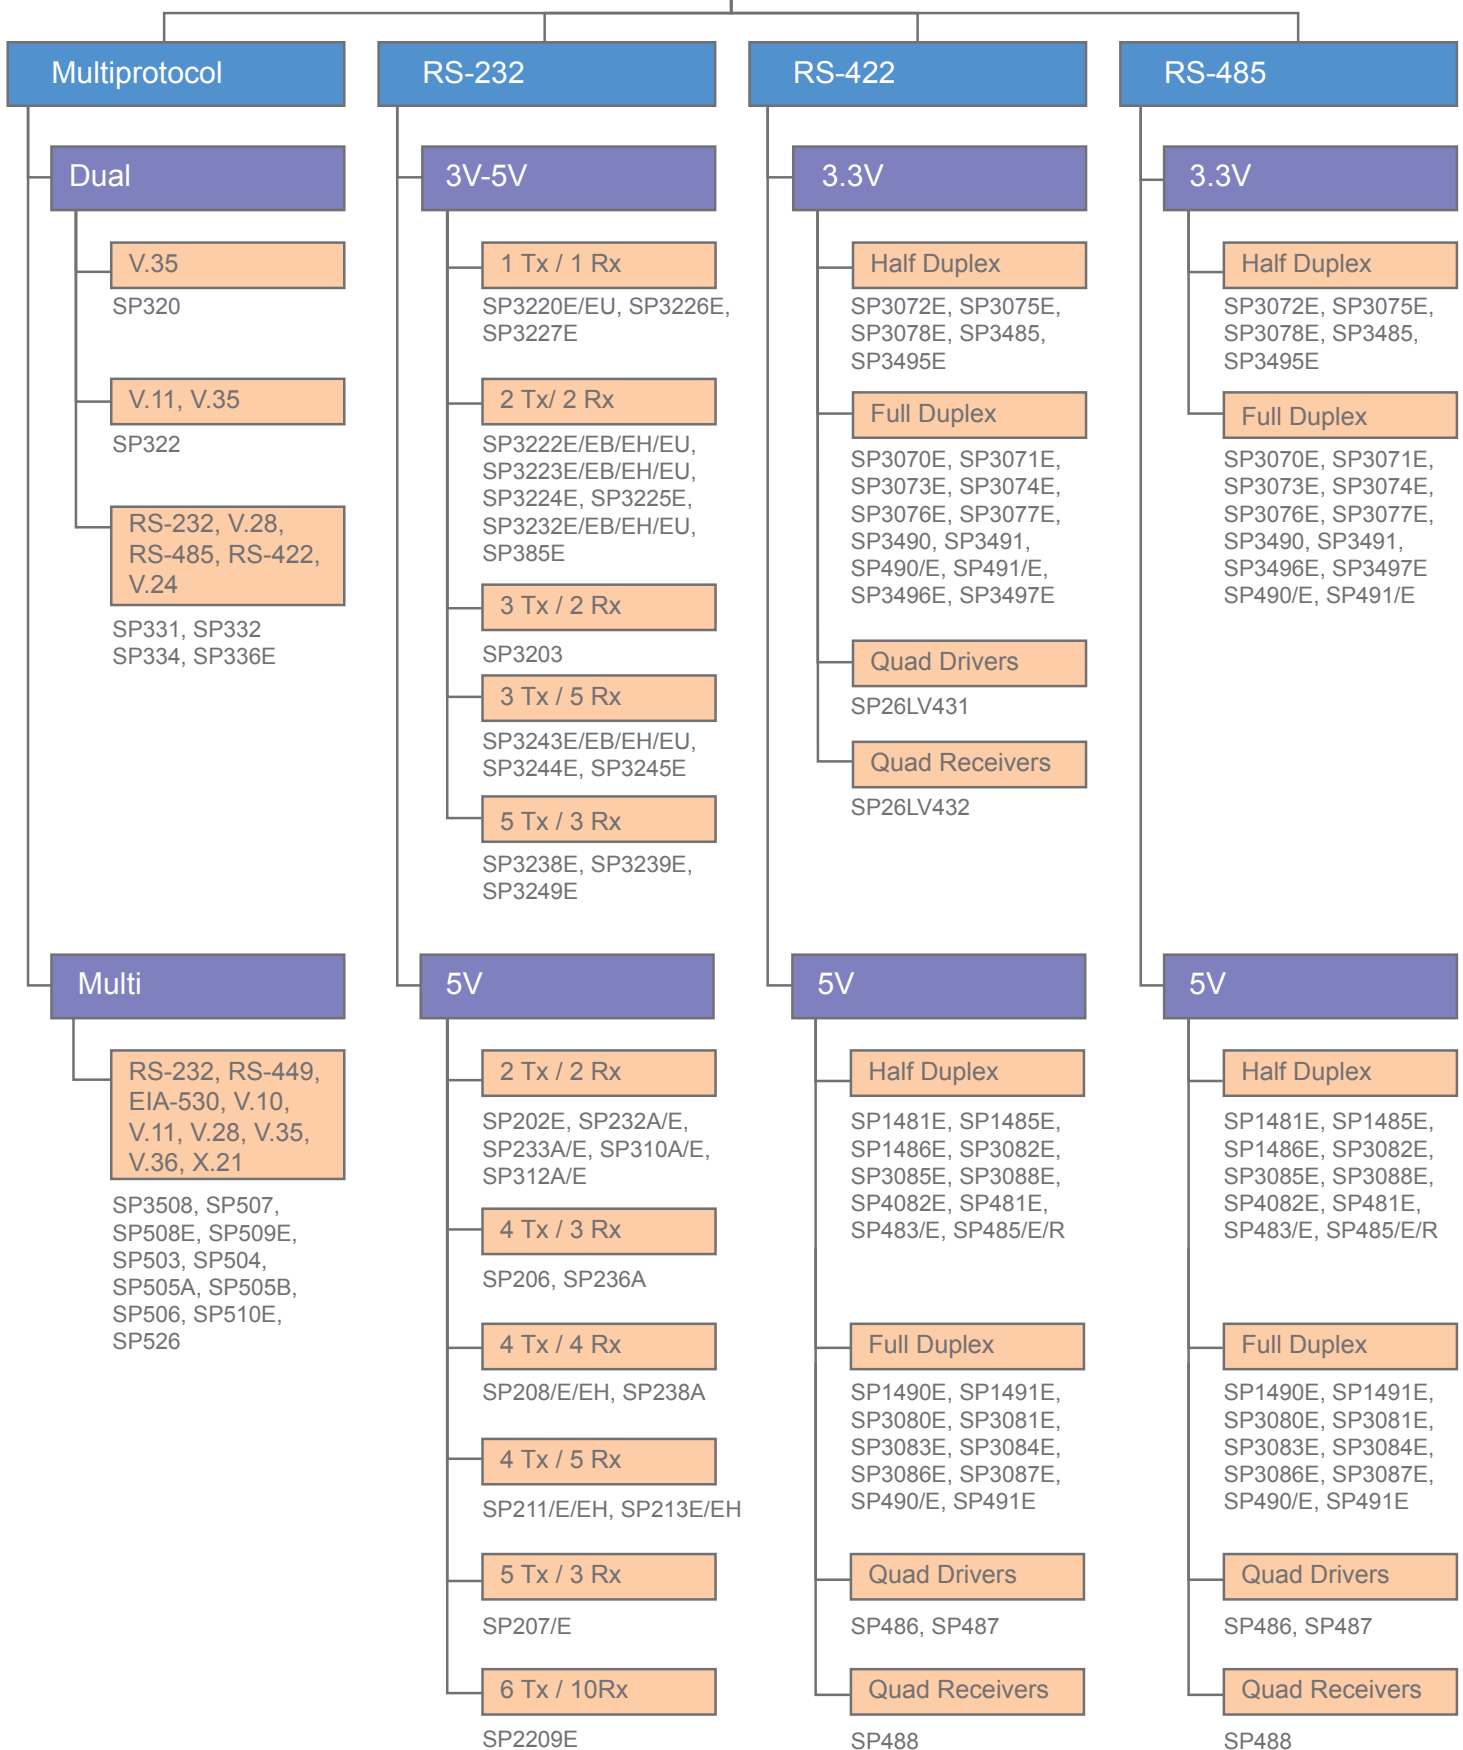 Multiprotocol
Dual
V.35
SP320
V.11, V.35
SP322
RS-232, V.28,
RS-485, RS-422,
V.24
SP331, SP332
SP334, SP336E
Multi
RS-232, RS-449,
EIA-530, V.10,
V.11, V.28, V.35,
V.36, X.21
SP3508, SP507,
SP508E, SP509E,
SP503, SP504,
SP505A, SP505B,
SP506, SP510E,
SP526
RS-232
3V-5V
1 Tx / 1 Rx
SP3220E/EU, SP3226E,
SP3227E
2 Tx/ 2 Rx
SP3222E/EB/EH/EU,
SP3223E/EB/EH/EU,
SP3224E, SP3225E,
SP3232E/EB/EH/EU,
SP385E
3 Tx / 2 Rx
SP3203
3 Tx / 5 Rx
SP3243E/EB/EH/EU,
SP3244E, SP3245E
5 Tx / 3 Rx
SP3238E, SP3239E,
SP3249E
5V
2 Tx / 2 Rx
SP202E, SP232A/E,
SP233A/E, SP310A/E,
SP312A/E
4 Tx / 3 Rx
SP206, SP236A
4 Tx / 4 Rx
SP208/E/EH, SP238A
4 Tx / 5 Rx
SP211/E/EH, SP213E/EH
5 Tx / 3 Rx
SP207/E
6 Tx / 10Rx
SP2209E
RS-422
3.3V
Half Duplex
SP3072E, SP3075E,
SP3078E, SP3485,
SP3495E
Full Duplex
SP3070E, SP3071E,
SP3073E, SP3074E,
SP3076E, SP3077E,
SP3490, SP3491,
SP490/E, SP491/E,
SP3496E, SP3497E
Quad Drivers
SP26LV431
Quad Receivers
SP26LV432
5V
Half Duplex
SP1481E, SP1485E,
SP1486E, SP3082E,
SP3085E, SP3088E,
SP4082E, SP481E,
SP483/E, SP485/E/R
Full Duplex
SP1490E, SP1491E,
SP3080E, SP3081E,
SP3083E, SP3084E,
SP3086E, SP3087E,
SP490/E, SP491E
Quad Drivers
SP486, SP487
Quad Receivers
SP488
RS-485
3.3V
Half Duplex
SP3072E, SP3075E,
SP3078E, SP3485,
SP3495E
Full Duplex
SP3070E, SP3071E,
SP3073E, SP3074E,
SP3076E, SP3077E,
SP3490, SP3491,
SP3496E, SP3497E
SP490/E, SP491/E
5V
Half Duplex
SP1481E, SP1485E,
SP1486E, SP3082E,
SP3085E, SP3088E,
SP4082E, SP481E,
SP483/E, SP485/E/R
Full Duplex
SP1490E, SP1491E,
SP3080E, SP3081E,
SP3083E, SP3084E,
SP3086E, SP3087E,
SP490/E, SP491E
Quad Drivers
SP486, SP487
Quad Receivers
SP488